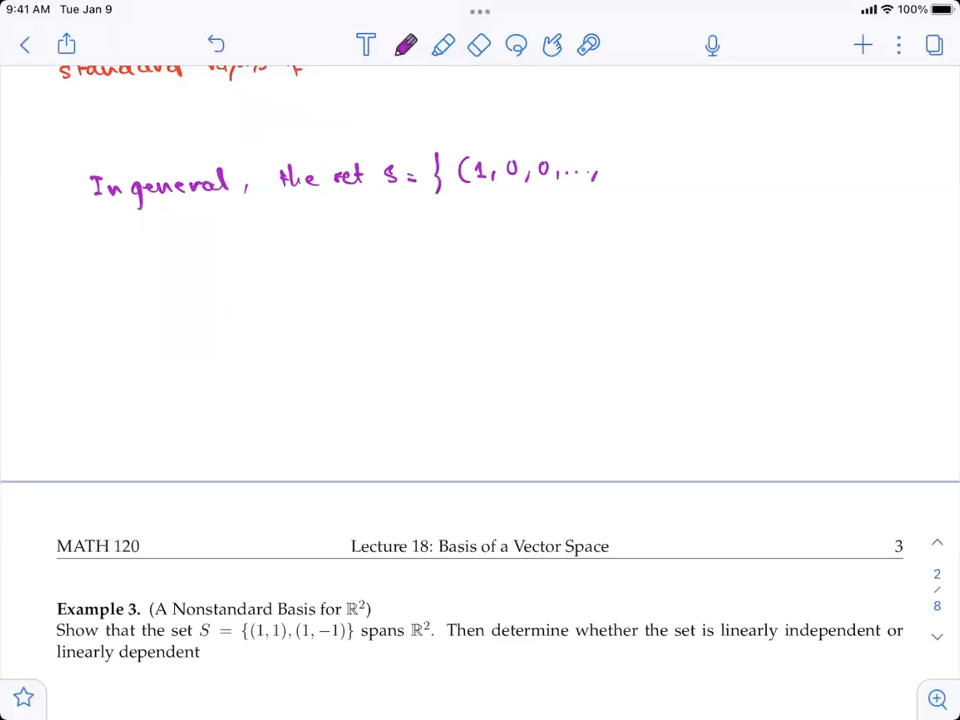 9:41 AM Tue Jan 9
100%
standard
In general, the set S = } (1, 0, 0, ...,
MATH 120 Lecture 18: Basis of a Vector Space 3
2
/
8
Example 3. (A Nonstandard Basis for ℝ²)
Show that the set S = {(1, 1), (1, −1)} spans ℝ². Then determine whether the set is linearly independent or
linearly dependent